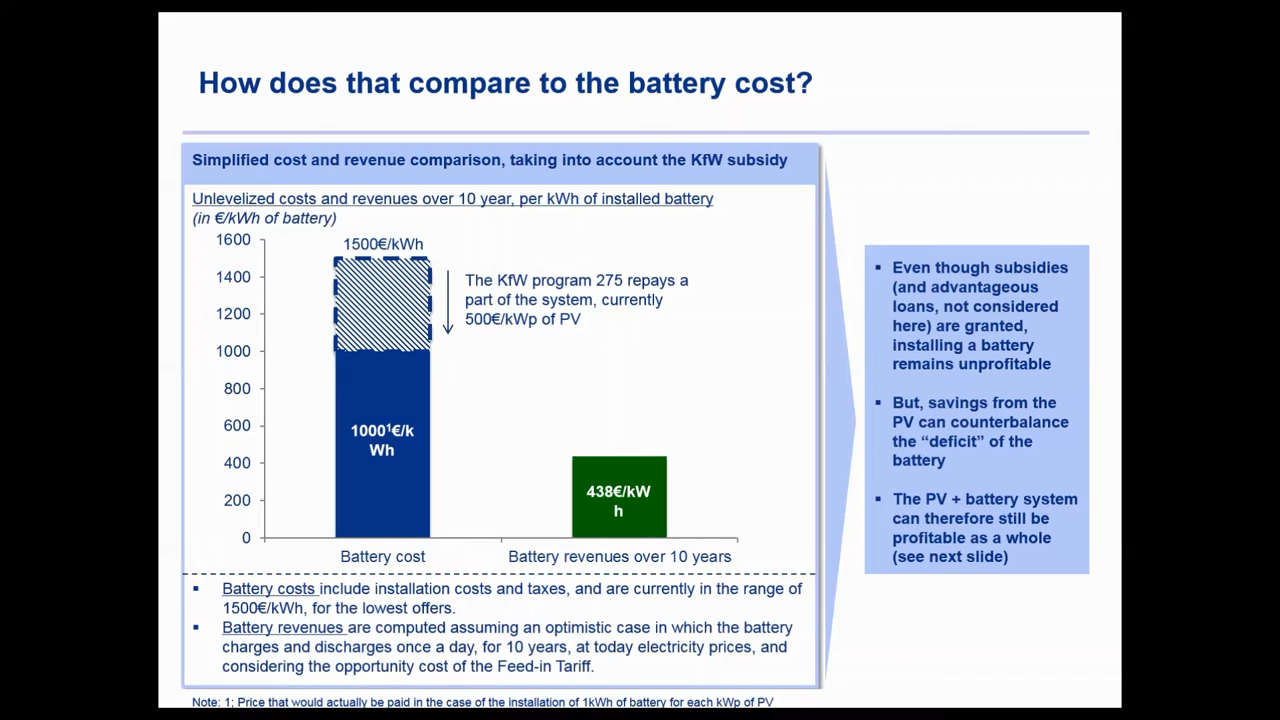 How does that compare to the battery cost?
Simplified cost and revenue comparison, taking into account the KfW subsidy
Unlevelized costs and revenues over 10 year, per kWh of installed battery
(in €/kWh of battery)
1600
1400
1200
1000
800
600
400
200
0
1500€/kWh
The KfW program 275 repays a
part of the system, currently
500€/kWp of PV
1000¹€/k
Wh
438€/kW
h
Battery cost
Battery revenues over 10 years
▪ Battery costs include installation costs and taxes, and are currently in the range of
1500€/kWh, for the lowest offers.
▪ Battery revenues are computed assuming an optimistic case in which the battery
charges and discharges once a day, for 10 years, at today electricity prices, and
considering the opportunity cost of the Feed-in Tariff.
▪ Even though subsidies
(and advantageous
loans, not considered
here) are granted,
installing a battery
remains unprofitable
▪ But, savings from the
PV can counterbalance
the “deficit” of the
battery
▪ The PV + battery system
can therefore still be
profitable as a whole
(see next slide)
Note: 1; Price that would actually be paid in the case of the installation of 1kWh of battery for each kWp of PV